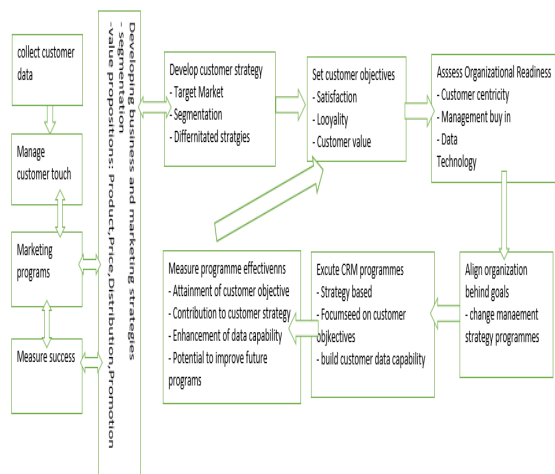 collect customer
data
Manage
customer touch
Marketing
programs
Measure success
Developing business and marketing strategies
- segmentation
-value propositions: Product,Price,Distribution,Promotion
Develop customer strategy
- Target Market
- Segmentation
- Differnitated stratgies
Set customer objectives
- Satisfaction
- Looyality
- Customer value
Asssess Organizational Readiness
- Customer centricity
- Management buy in
- Data
Technology
Measure programme effectivenns
- Attainment of customer objective
- Contribution to customer strategy
- Enhancement of data capability
- Potential to improve future
programs
Excute CRM programmes
- Strategy based
- Focumseed on customer
objkectives
- build customer data capability
Align organization
behind goals
- change manaement
strategy programmes